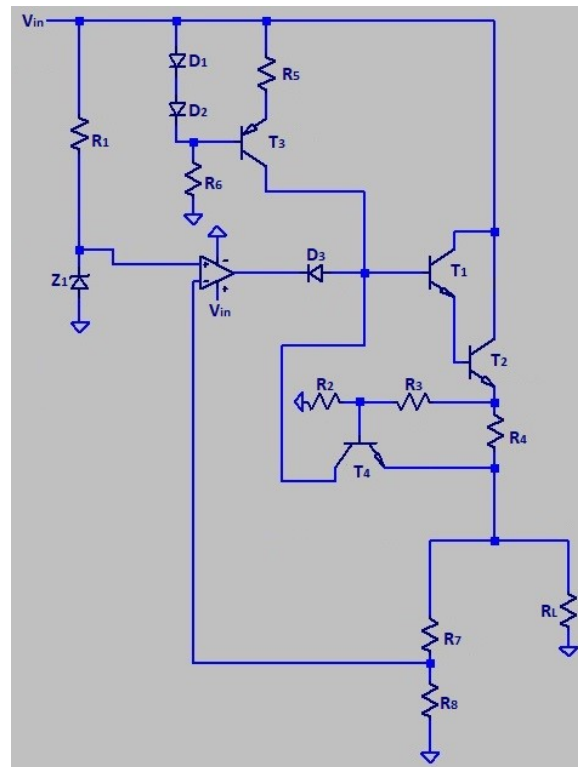 Vin
D1
D2
R5
R1
T3
R6
Z1
+
-
-
+
Vin
D3
T1
T2
R2
R3
R4
T4
R7
RL
R8